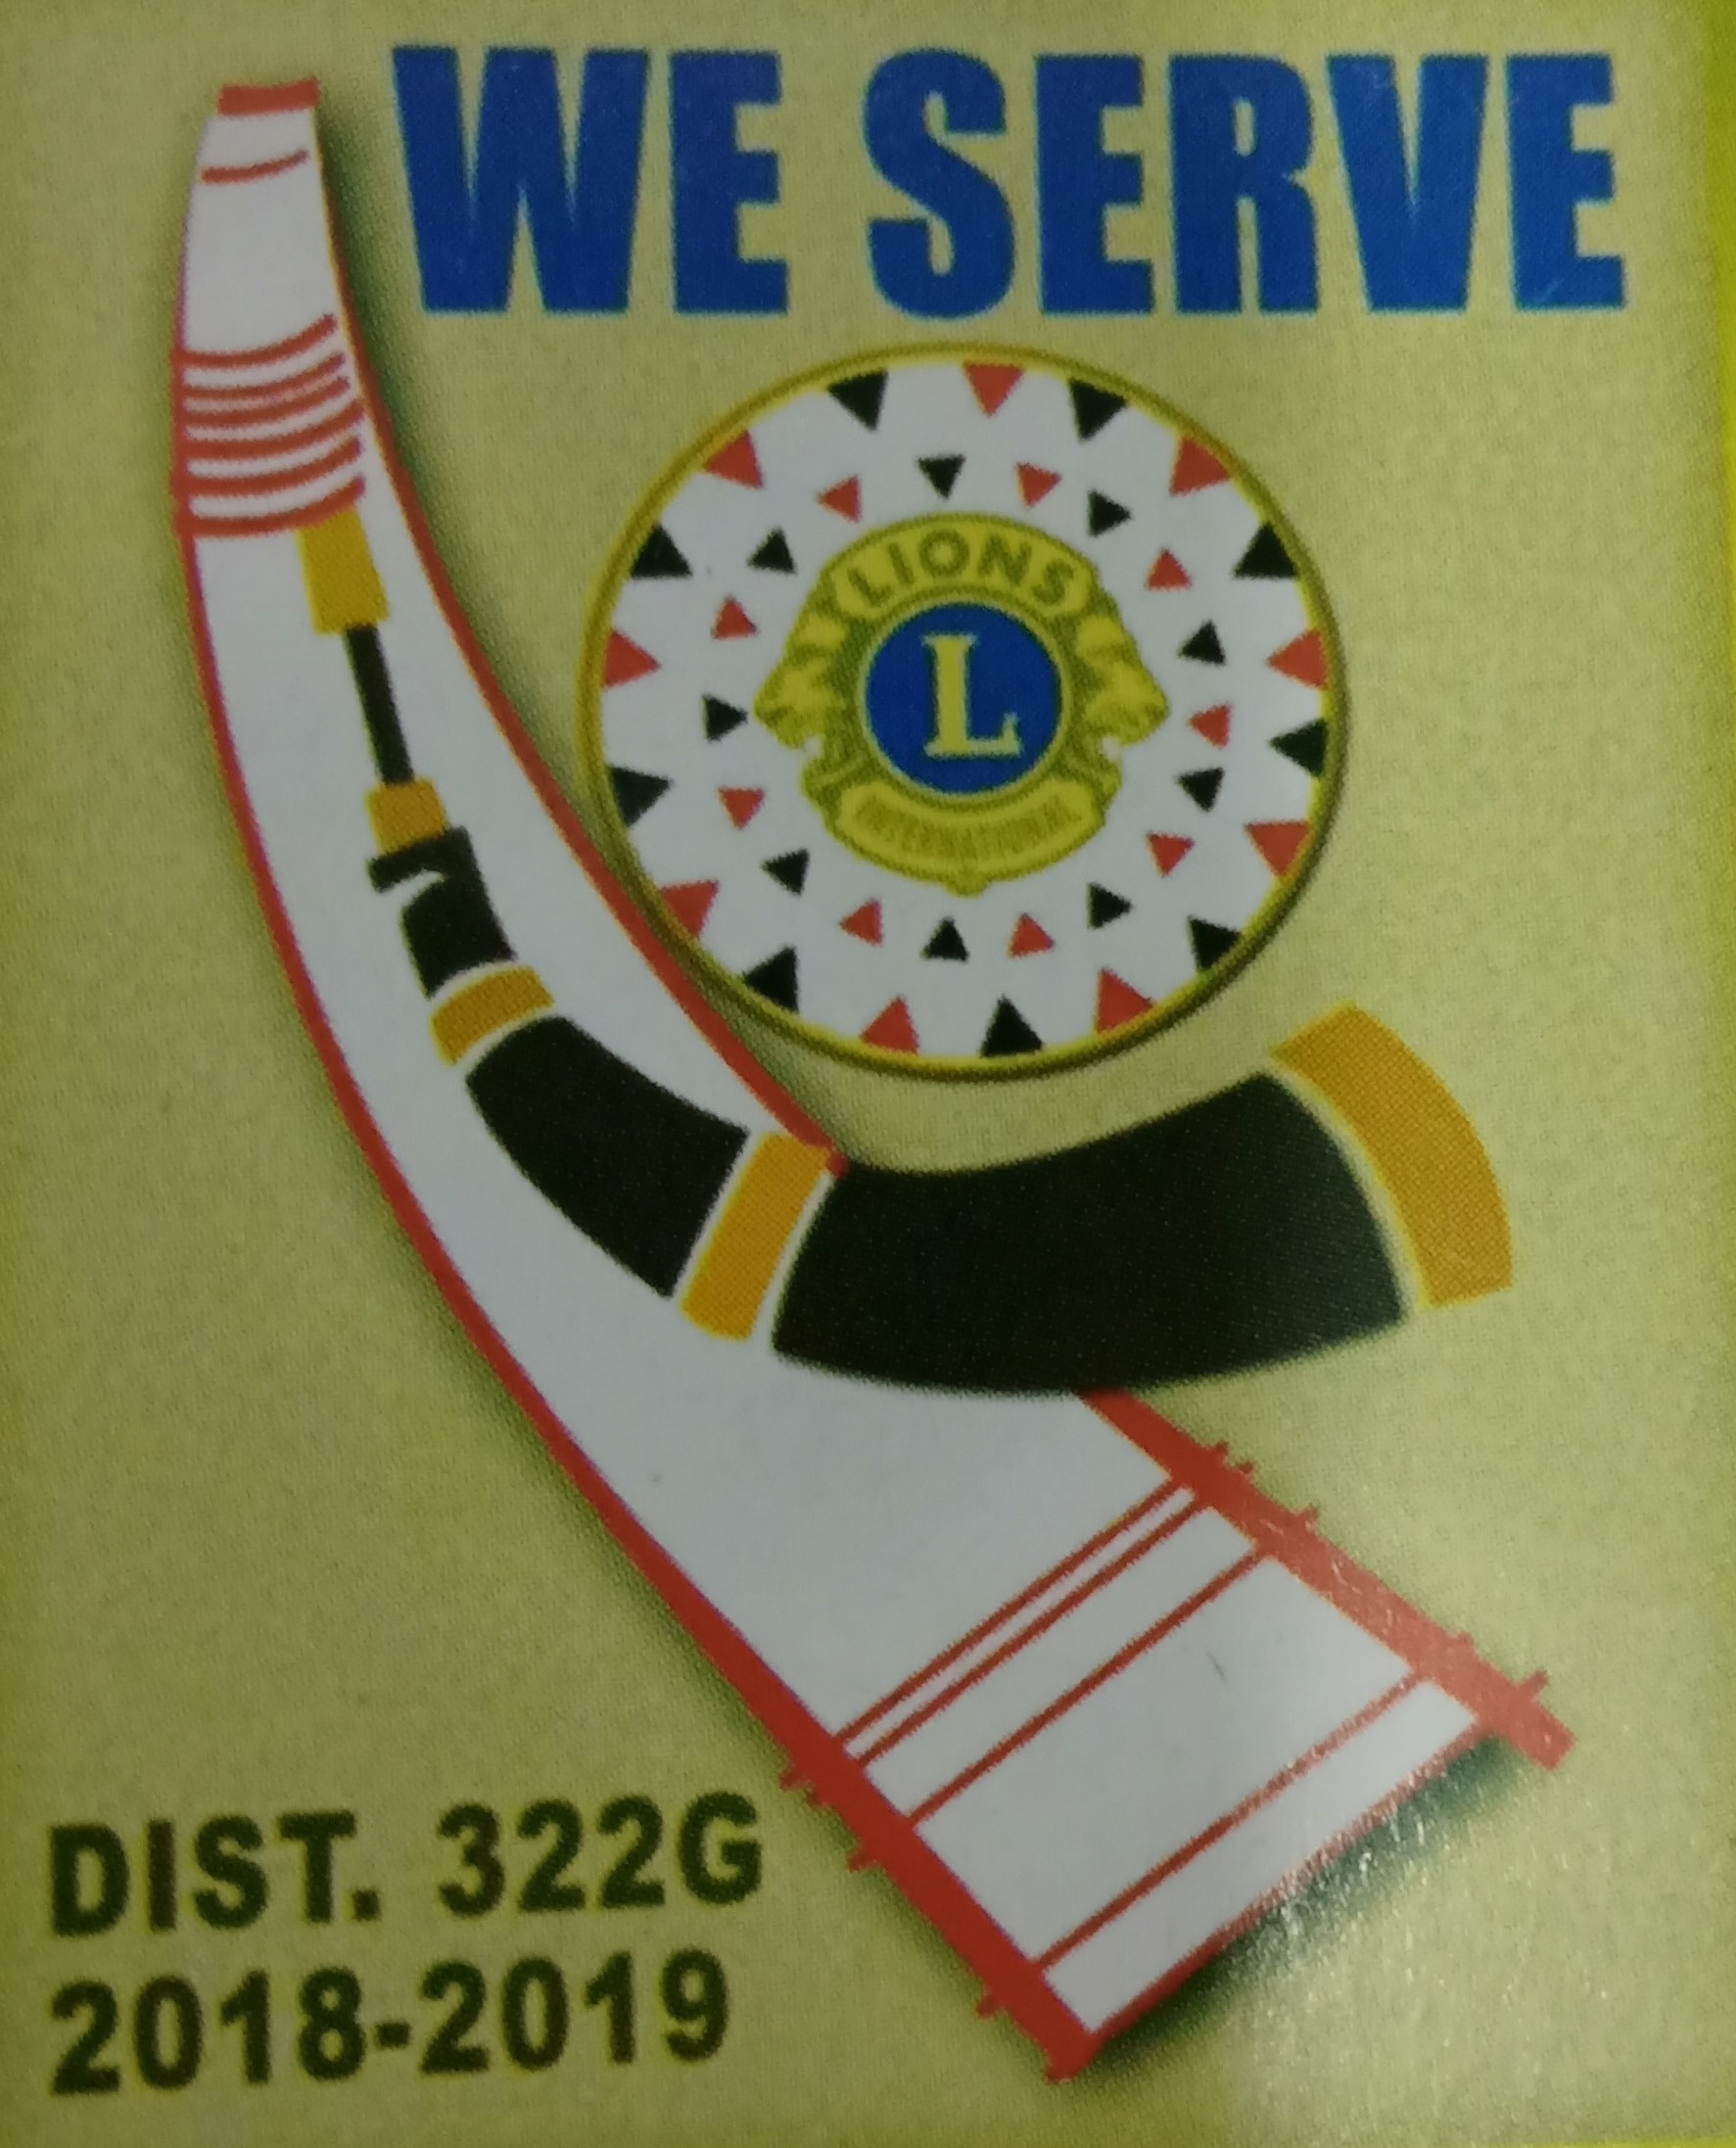 WE SERVE
LIONS
L
INTERNATIONAL
DIST. 322G
2018-2019